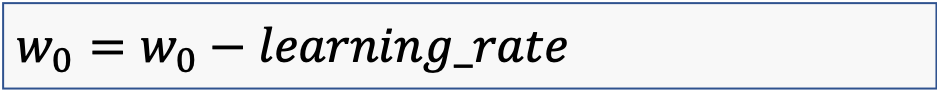 w₀ = w₀ − learning_rate